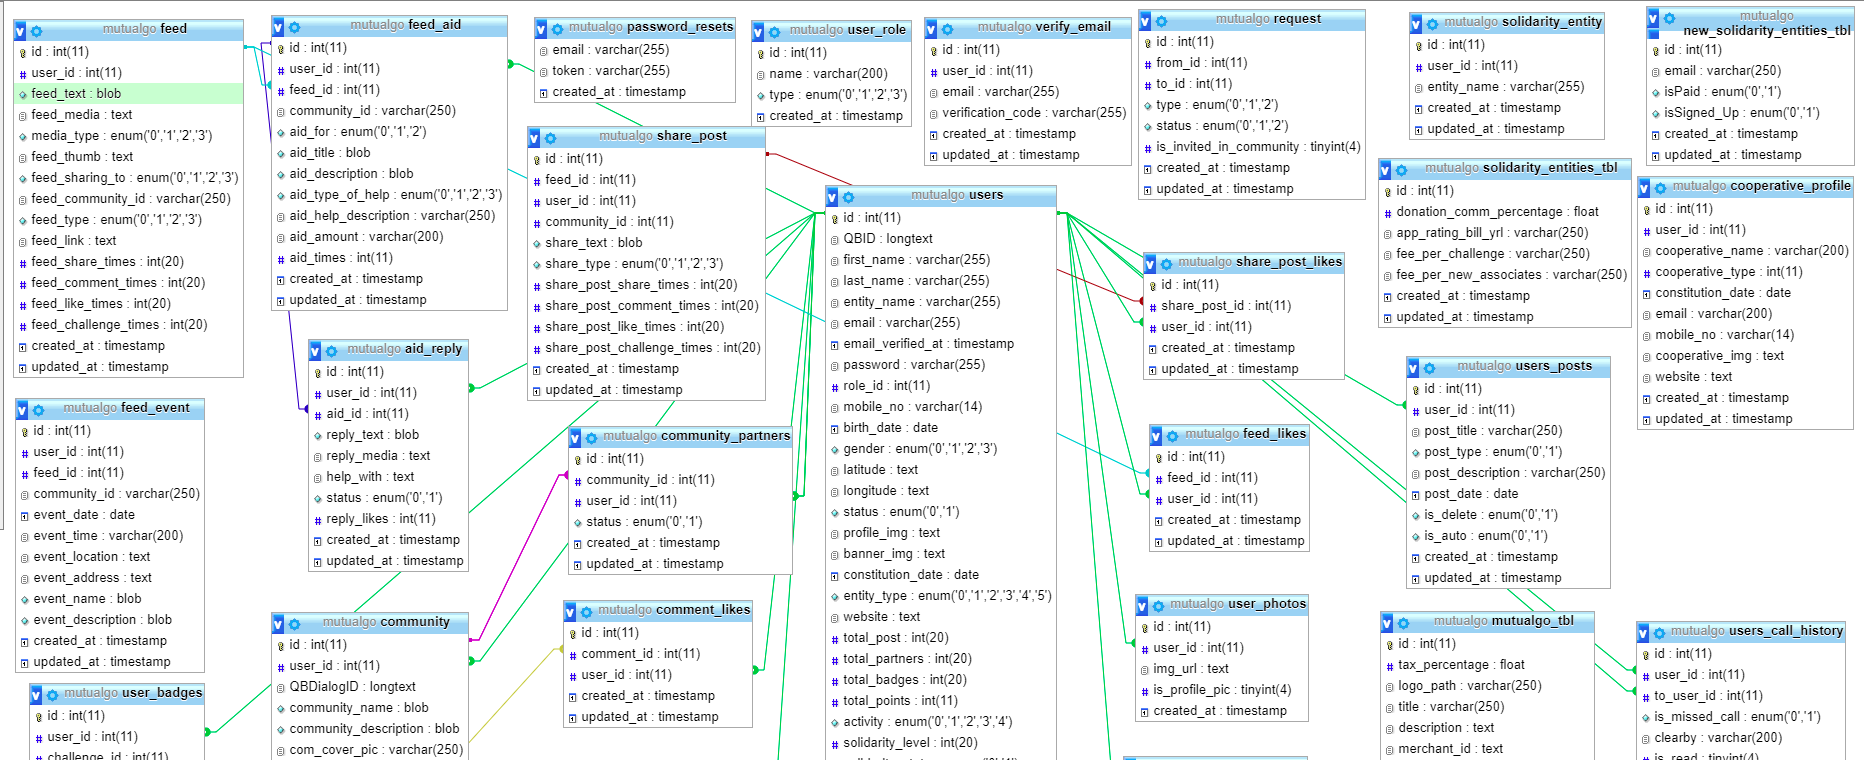 mutualgo feed
id : int(11)
user_id : int(11)
feed_text : blob
feed_media : text
media_type : enum('0','1','2','3')
feed_thumb : text
feed_sharing_to : enum('0','1','2','3')
feed_community_id : varchar(250)
feed_type : enum('0','1','2','3')
feed_link : text
feed_share_times : int(20)
feed_comment_times : int(20)
feed_like_times : int(20)
feed_challenge_times : int(20)
created_at : timestamp
updated_at : timestamp
mutualgo feed_event
id : int(11)
user_id : int(11)
feed_id : int(11)
community_id : varchar(250)
event_date : date
event_time : varchar(200)
event_location : text
event_address : text
event_name : blob
event_description : blob
created_at : timestamp
updated_at : timestamp
mutualgo user_badges
id : int(11)
user_id : int(11)
challenge_id : int(11)
mutualgo feed_aid
id : int(11)
user_id : int(11)
feed_id : int(11)
community_id : varchar(250)
aid_for : enum('0','1','2')
aid_title : blob
aid_description : blob
aid_type_of_help : enum('0','1','2','3')
aid_help_description : varchar(250)
aid_amount : varchar(200)
aid_times : int(11)
created_at : timestamp
updated_at : timestamp
mutualgo aid_reply
id : int(11)
user_id : int(11)
aid_id : int(11)
reply_text : blob
reply_media : text
help_with : text
status : enum('0','1')
reply_likes : int(11)
created_at : timestamp
updated_at : timestamp
mutualgo community
id : int(11)
user_id : int(11)
QBDialogID : longtext
community_name : blob
community_description : blob
com_cover_pic : varchar(250)
mutualgo password_resets
email : varchar(255)
token : varchar(255)
created_at : timestamp
mutualgo share_post
id : int(11)
feed_id : int(11)
user_id : int(11)
community_id : int(11)
share_text : blob
share_type : enum('0','1','2','3')
share_post_share_times : int(20)
share_post_comment_times : int(20)
share_post_like_times : int(20)
share_post_challenge_times : int(20)
created_at : timestamp
updated_at : timestamp
mutualgo community_partners
id : int(11)
community_id : int(11)
user_id : int(11)
status : enum('0','1')
created_at : timestamp
updated_at : timestamp
mutualgo comment_likes
id : int(11)
comment_id : int(11)
user_id : int(11)
created_at : timestamp
updated_at : timestamp
mutualgo user_role
id : int(11)
name : varchar(200)
type : enum('0','1','2','3')
created_at : timestamp
mutualgo users
id : int(11)
QBID : longtext
first_name : varchar(255)
last_name : varchar(255)
entity_name : varchar(255)
email : varchar(255)
email_verified_at : timestamp
password : varchar(255)
role_id : int(11)
mobile_no : varchar(14)
birth_date : date
gender : enum('0','1','2','3')
latitude : text
longitude : text
status : enum('0','1')
profile_img : text
banner_img : text
constitution_date : date
entity_type : enum('0','1','2','3','4','5')
website : text
total_post : int(20)
total_partners : int(20)
total_badges : int(20)
total_points : int(11)
activity : enum('0','1','2','3','4')
solidarity_level : int(20)
mutualgo verify_email
id : int(11)
user_id : int(11)
email : varchar(255)
verification_code : varchar(255)
created_at : timestamp
updated_at : timestamp
mutualgo request
id : int(11)
from_id : int(11)
to_id : int(11)
type : enum('0','1','2')
status : enum('0','1','2')
is_invited_in_community : tinyint(4)
created_at : timestamp
updated_at : timestamp
mutualgo share_post_likes
id : int(11)
share_post_id : int(11)
user_id : int(11)
created_at : timestamp
updated_at : timestamp
mutualgo feed_likes
id : int(11)
feed_id : int(11)
user_id : int(11)
created_at : timestamp
updated_at : timestamp
mutualgo user_photos
id : int(11)
user_id : int(11)
img_url : text
is_profile_pic : tinyint(4)
created_at : timestamp
mutualgo solidarity_entity
id : int(11)
user_id : int(11)
entity_name : varchar(255)
created_at : timestamp
updated_at : timestamp
mutualgo solidarity_entities_tbl
id : int(11)
donation_comm_percentage : float
app_rating_bill_yrl : varchar(250)
fee_per_challenge : varchar(250)
fee_per_new_associates : varchar(250)
created_at : timestamp
updated_at : timestamp
mutualgo users_posts
id : int(11)
user_id : int(11)
post_title : varchar(250)
post_type : enum('0','1')
post_description : varchar(250)
post_date : date
is_delete : enum('0','1')
is_auto : enum('0','1')
created_at : timestamp
updated_at : timestamp
mutualgo mutualgo_tbl
id : int(11)
tax_percentage : float
logo_path : varchar(250)
title : varchar(250)
description : text
merchant_id : text
mutualgo
new_solidarity_entities_tbl
id : int(11)
email : varchar(250)
isPaid : enum('0','1')
isSigned_Up : enum('0','1')
created_at : timestamp
updated_at : timestamp
mutualgo cooperative_profile
id : int(11)
user_id : int(11)
cooperative_name : varchar(200)
cooperative_type : int(11)
constitution_date : date
email : varchar(200)
mobile_no : varchar(14)
cooperative_img : text
website : text
created_at : timestamp
updated_at : timestamp
mutualgo users_call_history
id : int(11)
user_id : int(11)
to_user_id : int(11)
is_missed_call : enum('0','1')
clearby : varchar(200)
is_read : tinyint(4)